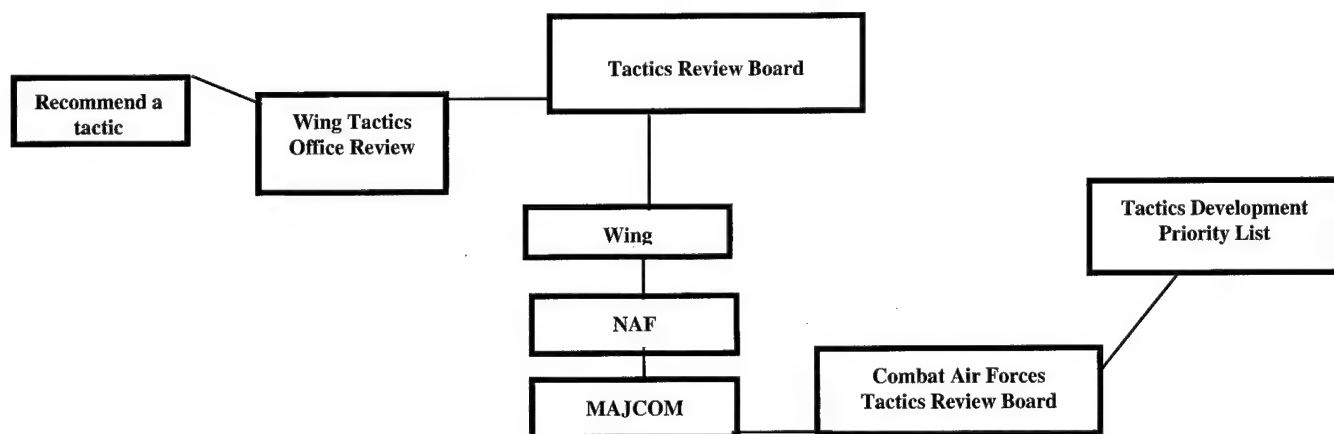 Recommend a
tactic
Wing Tactics
Office Review
Tactics Review Board
Wing
NAF
MAJCOM
Combat Air Forces
Tactics Review Board
Tactics Development
Priority List